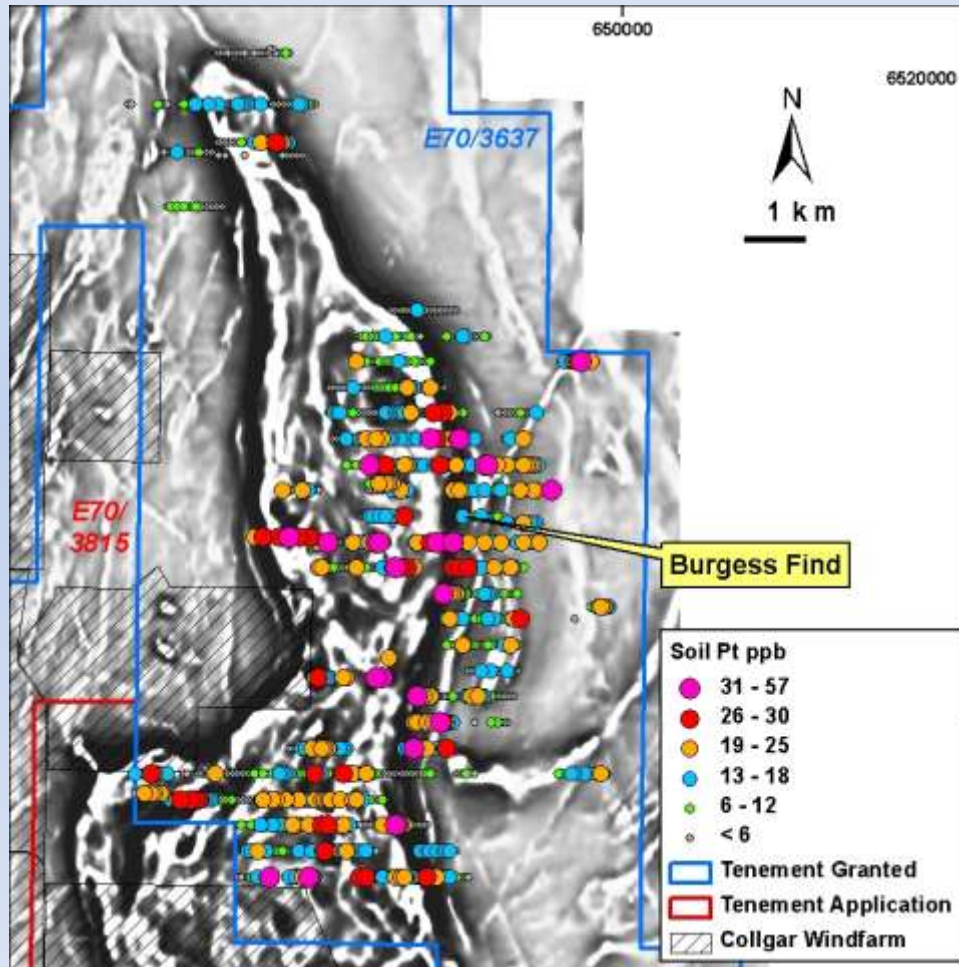 650000
6520000
N
E70/3637
1 km
E70/
3815
Burgess Find
Soil Pt ppb
31 - 57
26 - 30
19 - 25
13 - 18
6 - 12
< 6
Tenement Granted
Tenement Application
Collgar Windfarm